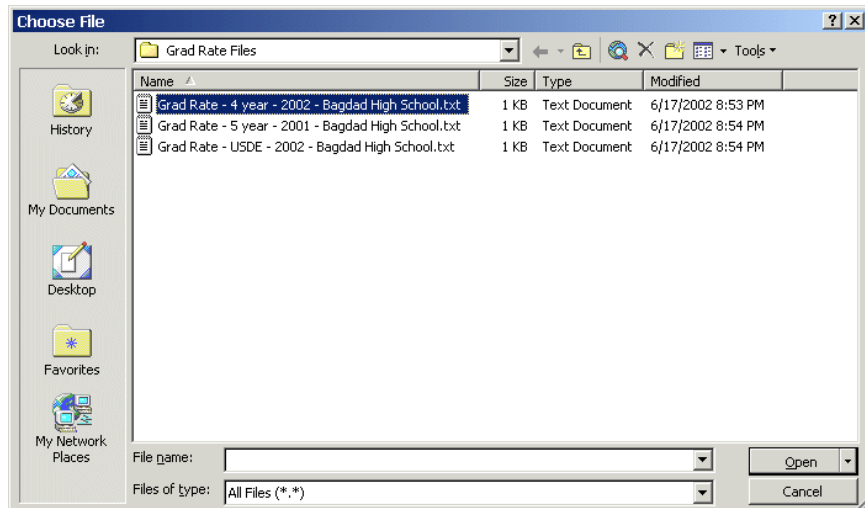 Choose File
Look in: Grad Rate Files Tools
Name Size Type Modified
Grad Rate - 4 year - 2002 - Bagdad High School.txt 1 KB Text Document 6/17/2002 8:53 PM
Grad Rate - 5 year - 2001 - Bagdad High School.txt 1 KB Text Document 6/17/2002 8:54 PM
Grad Rate - USDE - 2002 - Bagdad High School.txt 1 KB Text Document 6/17/2002 8:54 PM
History
My Documents
Desktop
Favorites
My Network
Places
File name: Open
Files of type: All Files (*.*) Cancel